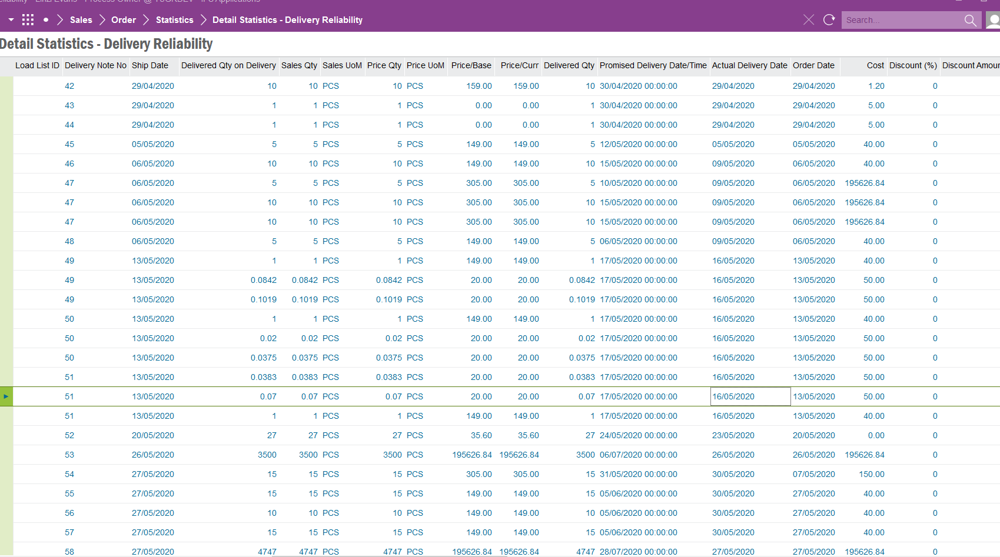 Linzi Evans - Process Owner @
Applications
Sales Order Statistics Detail Statistics - Delivery Reliability Search...
Detail Statistics - Delivery Reliability
Load List ID Delivery Note No Ship Date Delivered Qty on Delivery Sales Qty Sales UoM Price Qty Price UoM Price/Base Price/Curr Delivered Qty Promised Delivery Date/Time Actual Delivery Date Order Date Cost Discount (%) Discount Amour
42 29/04/2020 10 10 PCS 10 PCS 159.00 159.00 10 30/04/2020 00:00:00 29/04/2020 29/04/2020 1.20 0
43 29/04/2020 1 1 PCS 1 PCS 0.00 0.00 1 30/04/2020 00:00:00 29/04/2020 29/04/2020 5.00 0
44 29/04/2020 1 1 PCS 1 PCS 0.00 0.00 1 30/04/2020 00:00:00 29/04/2020 29/04/2020 5.00 0
45 05/05/2020 5 5 PCS 5 PCS 149.00 149.00 5 12/05/2020 00:00:00 05/05/2020 05/05/2020 40.00 0
46 06/05/2020 10 10 PCS 10 PCS 149.00 149.00 10 15/05/2020 00:00:00 09/05/2020 06/05/2020 40.00 0
47 06/05/2020 5 5 PCS 5 PCS 305.00 305.00 5 10/05/2020 00:00:00 09/05/2020 06/05/2020 195626.84 0
47 06/05/2020 10 10 PCS 10 PCS 305.00 305.00 10 15/05/2020 00:00:00 09/05/2020 06/05/2020 195626.84 0
47 06/05/2020 10 10 PCS 10 PCS 305.00 305.00 10 15/05/2020 00:00:00 09/05/2020 06/05/2020 195626.84 0
48 06/05/2020 5 5 PCS 5 PCS 149.00 149.00 5 06/05/2020 00:00:00 09/05/2020 06/05/2020 40.00 0
49 13/05/2020 1 1 PCS 1 PCS 149.00 149.00 1 17/05/2020 00:00:00 16/05/2020 13/05/2020 40.00 0
49 13/05/2020 0.0842 0.0842 PCS 0.0842 PCS 20.00 20.00 0.0842 17/05/2020 00:00:00 16/05/2020 13/05/2020 50.00 0
49 13/05/2020 0.1019 0.1019 PCS 0.1019 PCS 20.00 20.00 0.1019 17/05/2020 00:00:00 16/05/2020 13/05/2020 50.00 0
50 13/05/2020 1 1 PCS 1 PCS 149.00 149.00 1 17/05/2020 00:00:00 16/05/2020 13/05/2020 40.00 0
50 13/05/2020 0.02 0.02 PCS 0.02 PCS 20.00 20.00 0.02 17/05/2020 00:00:00 16/05/2020 13/05/2020 50.00 0
50 13/05/2020 0.0375 0.0375 PCS 0.0375 PCS 20.00 20.00 0.0375 17/05/2020 00:00:00 16/05/2020 13/05/2020 50.00 0
51 13/05/2020 0.0383 0.0383 PCS 0.0383 PCS 20.00 20.00 0.0383 17/05/2020 00:00:00 16/05/2020 13/05/2020 50.00 0
51 13/05/2020 0.07 0.07 PCS 0.07 PCS 20.00 20.00 0.07 17/05/2020 00:00:00 16/05/2020 13/05/2020 50.00 0
51 13/05/2020 1 1 PCS 1 PCS 149.00 149.00 1 17/05/2020 00:00:00 16/05/2020 13/05/2020 40.00 0
52 20/05/2020 27 27 PCS 27 PCS 35.60 35.60 27 24/05/2020 00:00:00 23/05/2020 20/05/2020 0.00 0
53 26/05/2020 3500 3500 PCS 3500 PCS 195626.84 195626.84 3500 06/07/2020 00:00:00 26/05/2020 26/05/2020 195626.84 0
54 27/05/2020 15 15 PCS 15 PCS 305.00 305.00 15 31/05/2020 00:00:00 30/05/2020 07/05/2020 150.00 0
55 27/05/2020 15 15 PCS 15 PCS 149.00 149.00 15 05/06/2020 00:00:00 30/05/2020 27/05/2020 40.00 0
56 27/05/2020 10 10 PCS 10 PCS 149.00 149.00 10 05/06/2020 00:00:00 30/05/2020 27/05/2020 40.00 0
57 27/05/2020 15 15 PCS 15 PCS 149.00 149.00 15 05/06/2020 00:00:00 30/05/2020 27/05/2020 40.00 0
58 27/05/2020 4747 4747 PCS 4747 PCS 195626.84 195626.84 4747 28/07/2020 00:00:00 27/05/2020 27/05/2020 195626.84 0